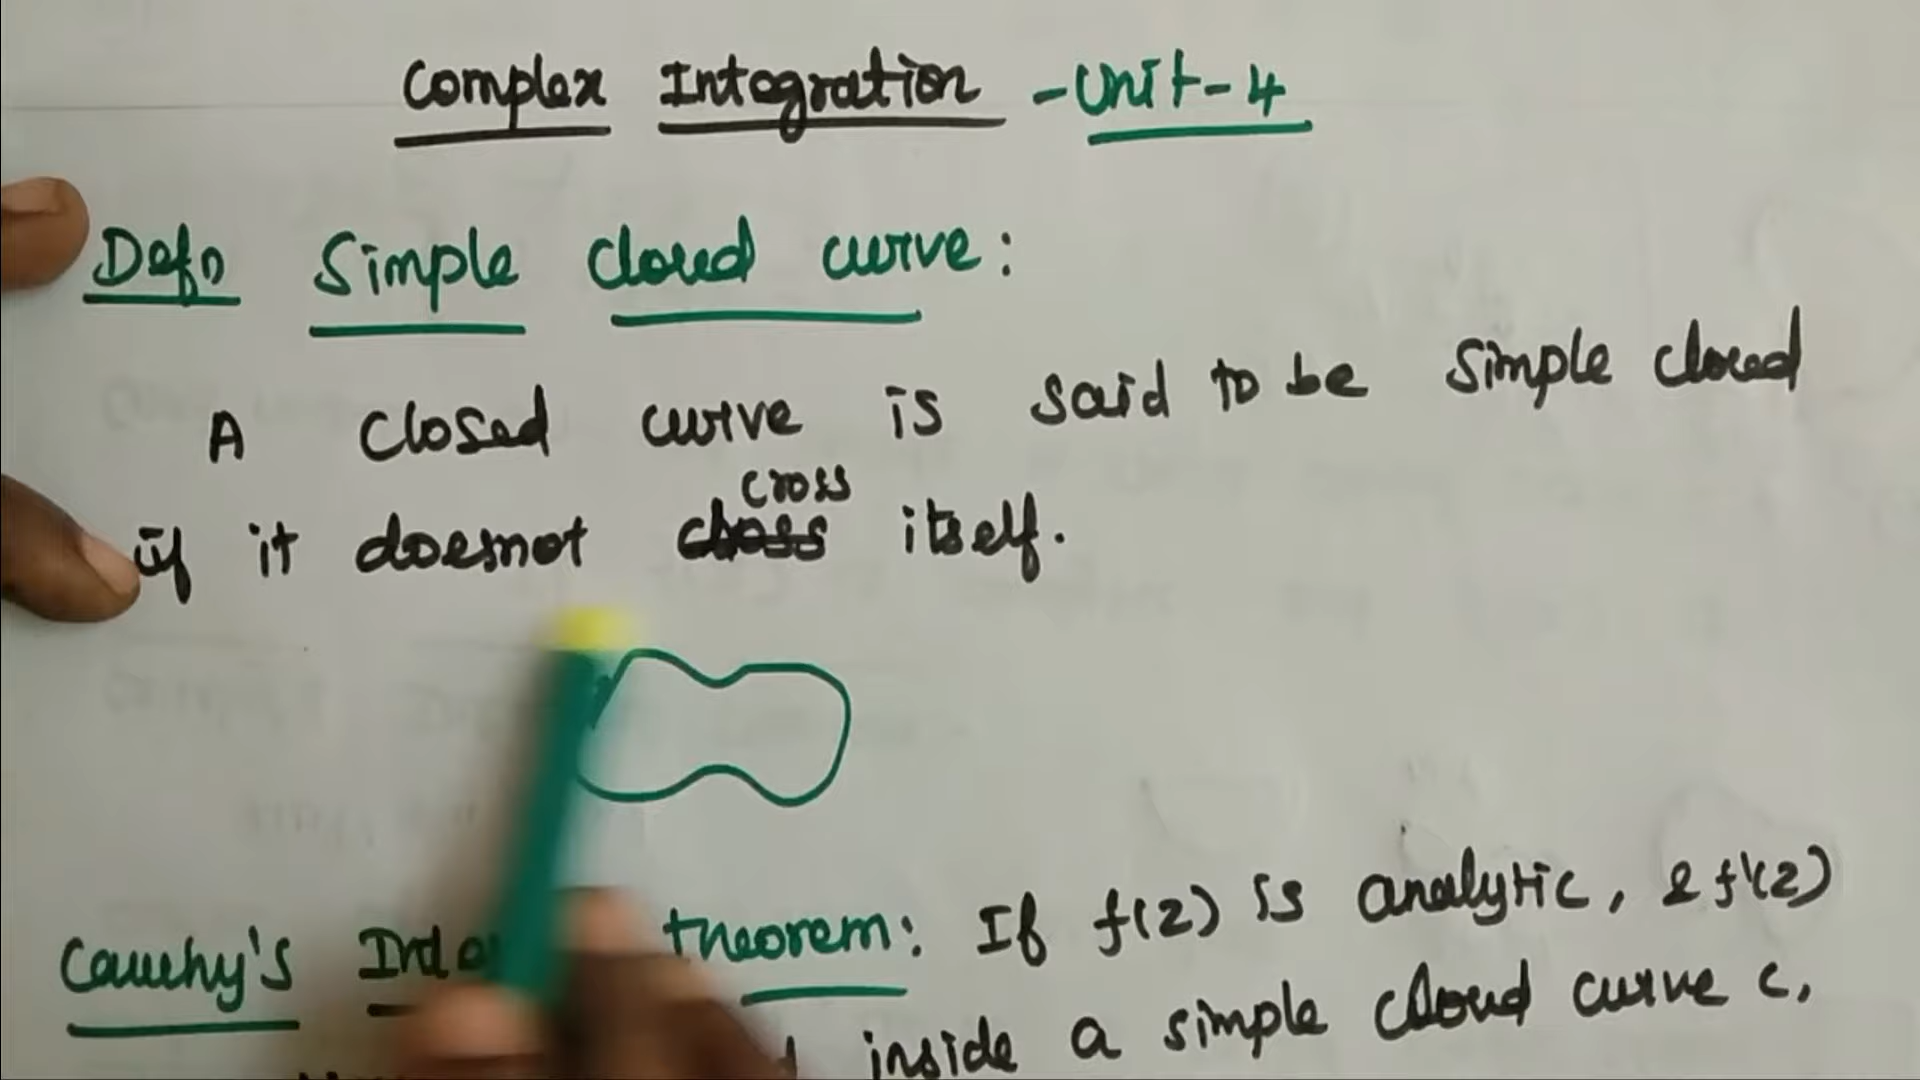 Complex Integration - Unit - 4
Defn Simple closed curve:
A closed curve is said to be simple closed
if it doesnot cross itself.
Cauchy's theorem: If f(z) is analytic, & f'(z)
inside a simple closed curve c,